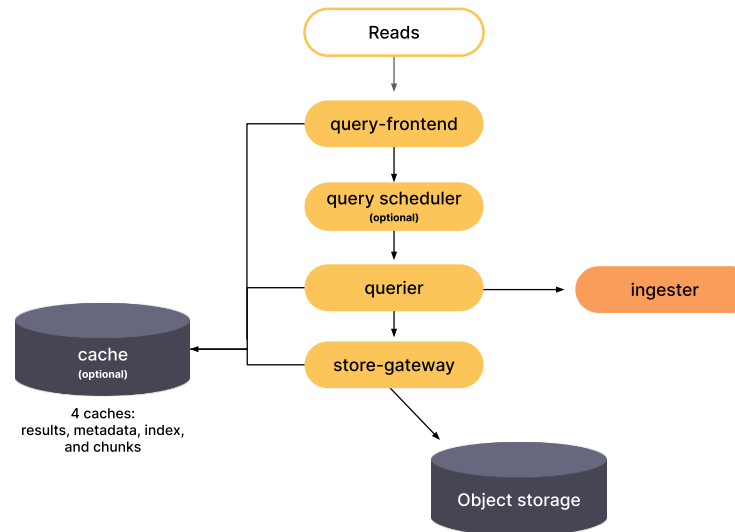 Reads
query-frontend
query scheduler
(optional)
querier
ingester
cache
(optional)
store-gateway
4 caches:
results, metadata, index,
and chunks
Object storage